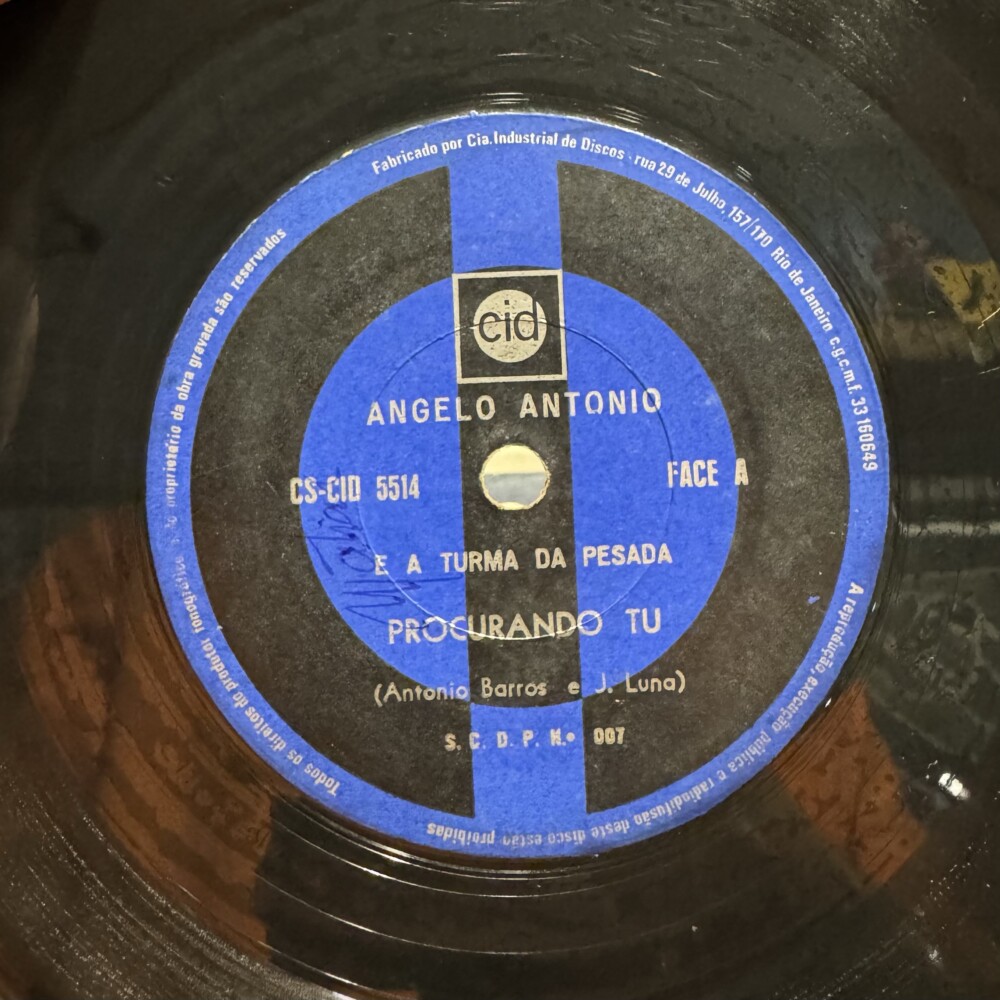 Fabricado por Cia. Industrial de Discos - rua 29 de Julho, 157/170 Rio de Janeiro c.g.c.m.f. 33160649
cid
ANGELO ANTONIO
CS-CID 5514
FACE A
E A TURMA DA PESADA
PROCURANDO TU
(Antonio Barros e J. Luna)
S. C. D. P. N.º 007
A reprodução, execução pública e radiodifusão deste disco estão proibidas
Todos os direitos do produtor fonográfico e do proprietário da obra gravada são reservados